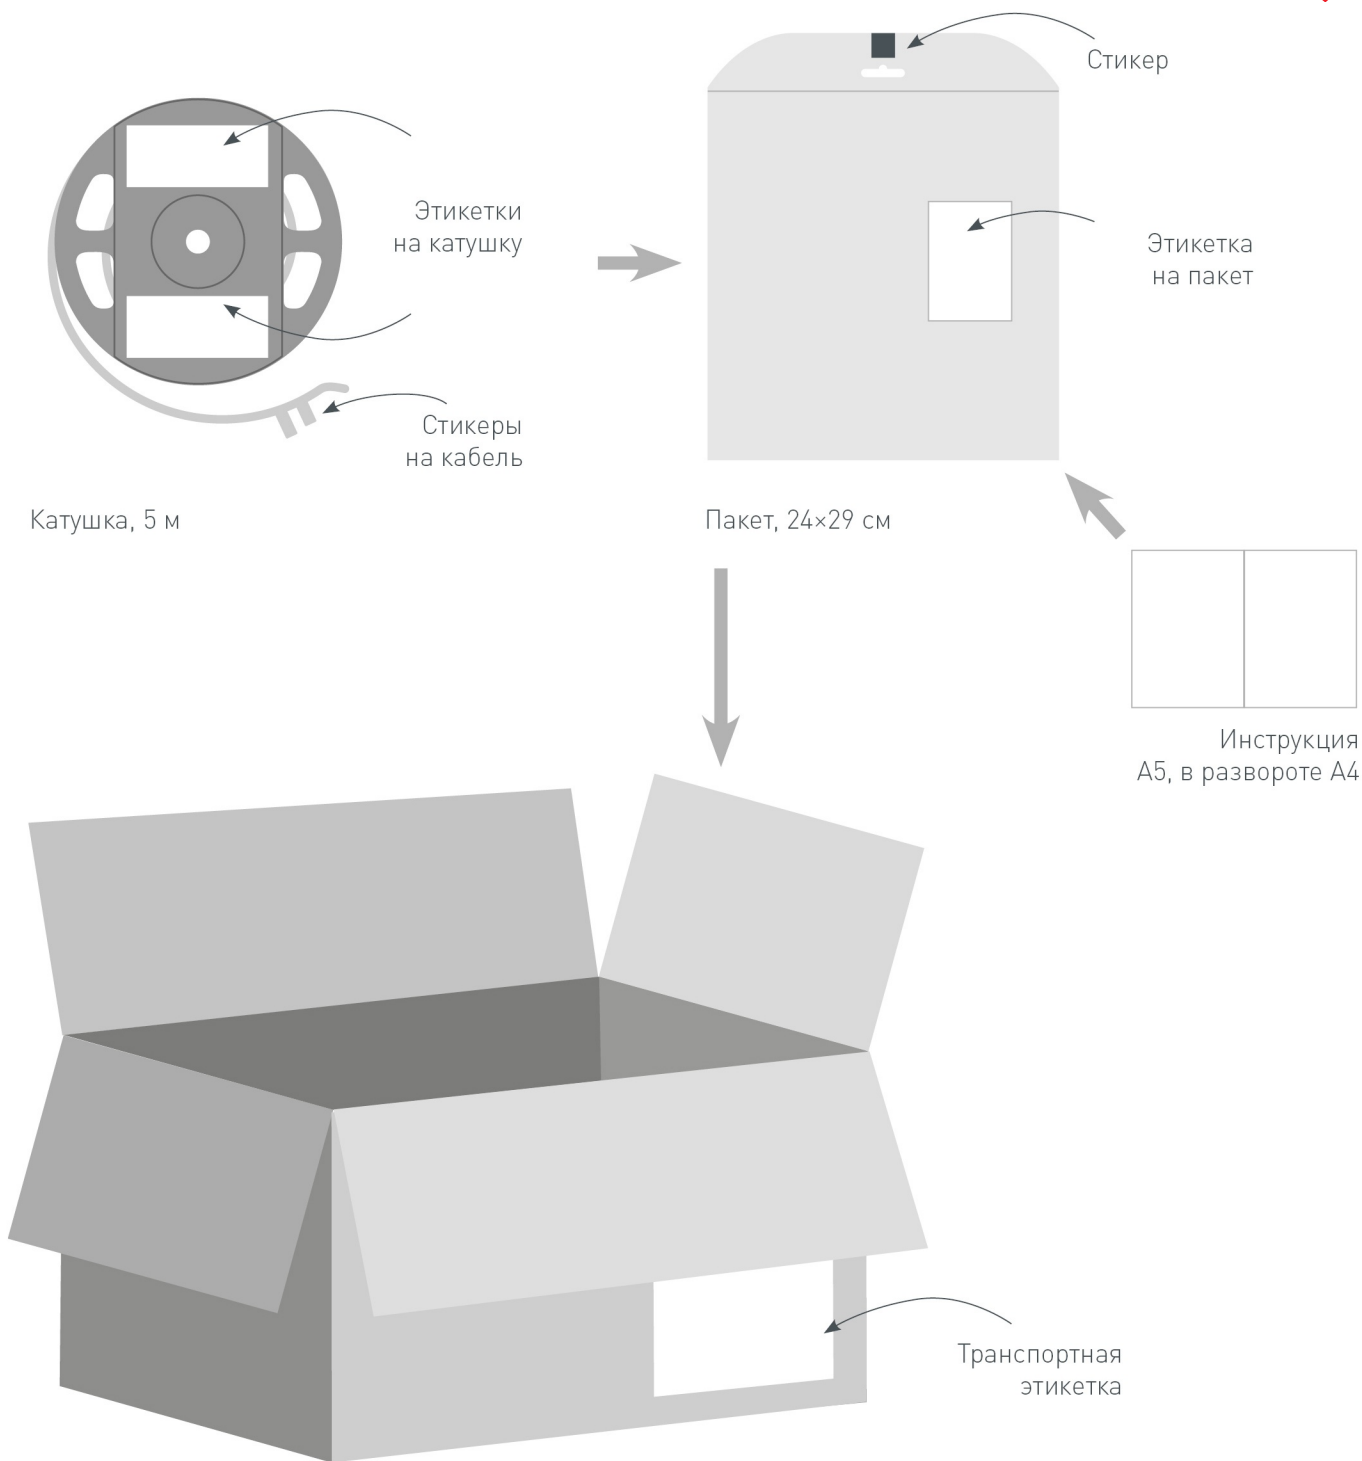 Стикер
Этикетки
на катушку
Этикетка
на пакет
Стикеры
на кабель
Катушка, 5 м
Пакет, 24×29 см
Инструкция
А5, в развороте А4
Транспортная
этикетка